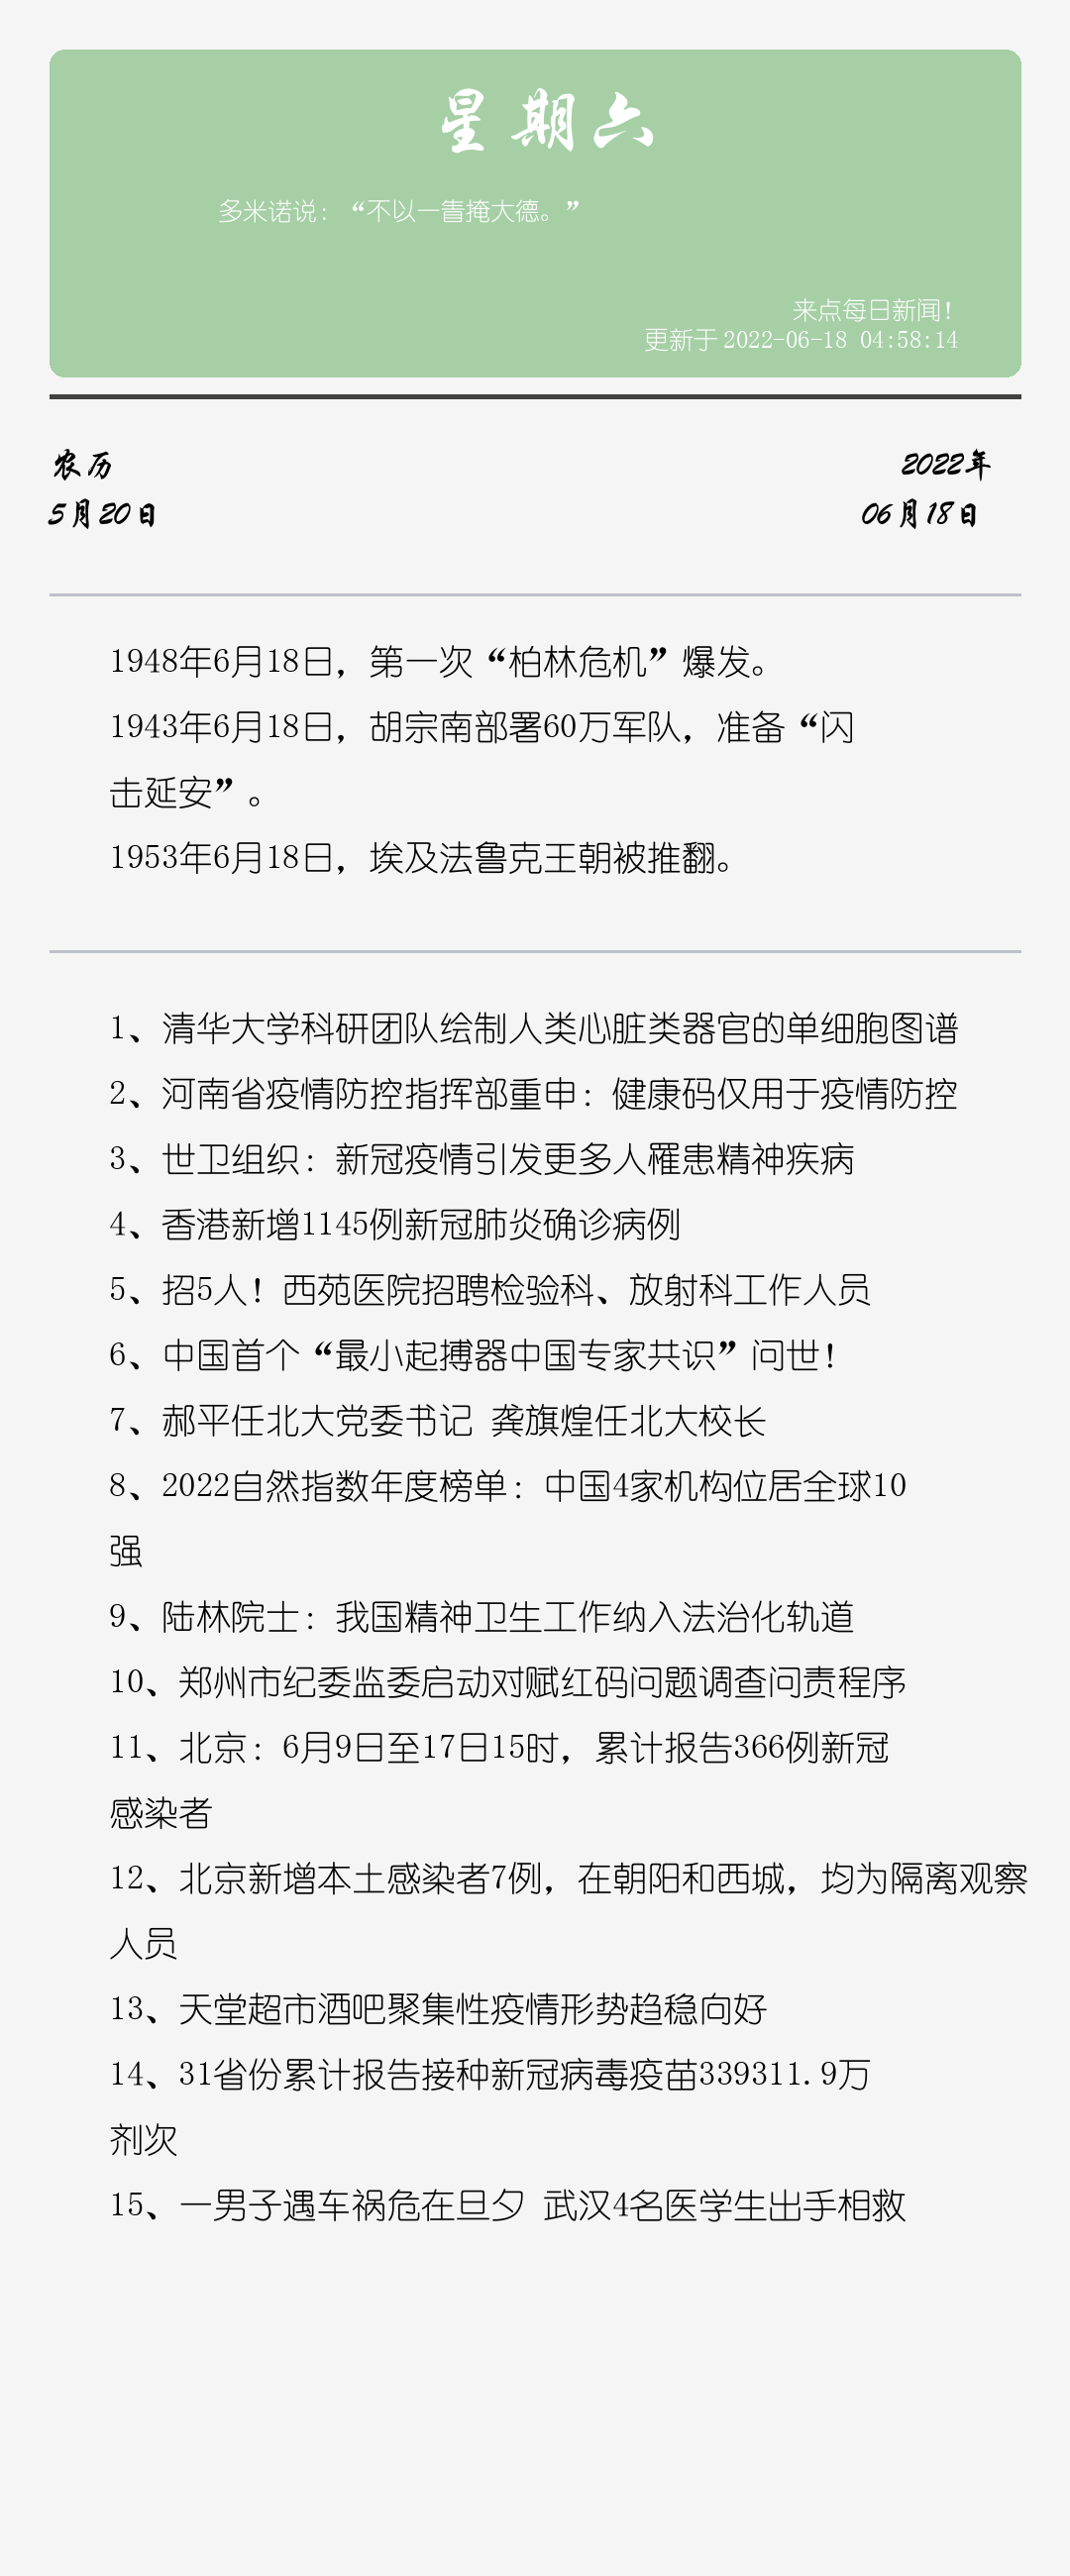 星期六
多米诺说：“不以一眚掩大德。”
来点每日新闻！
更新于 2022-06-18 04:58:14
农历
2022年
5月20日
06月18日
1948年6月18日，第一次“柏林危机”爆发。
1943年6月18日，胡宗南部署60万军队，准备“闪
击延安”。
1953年6月18日，埃及法鲁克王朝被推翻。
1、清华大学科研团队绘制人类心脏类器官的单细胞图谱
2、河南省疫情防控指挥部重申：健康码仅用于疫情防控
3、世卫组织：新冠疫情引发更多人罹患精神疾病
4、香港新增1145例新冠肺炎确诊病例
5、招5人！西苑医院招聘检验科、放射科工作人员
6、中国首个“最小起搏器中国专家共识”问世！
7、郝平任北大党委书记 龚旗煌任北大校长
8、2022自然指数年度榜单：中国4家机构位居全球10
强
9、陆林院士：我国精神卫生工作纳入法治化轨道
10、郑州市纪委监委启动对赋红码问题调查问责程序
11、北京：6月9日至17日15时，累计报告366例新冠
感染者
12、北京新增本土感染者7例，在朝阳和西城，均为隔离观察
人员
13、天堂超市酒吧聚集性疫情形势趋稳向好
14、31省份累计报告接种新冠病毒疫苗339311.9万
剂次
15、一男子遇车祸危在旦夕 武汉4名医学生出手相救